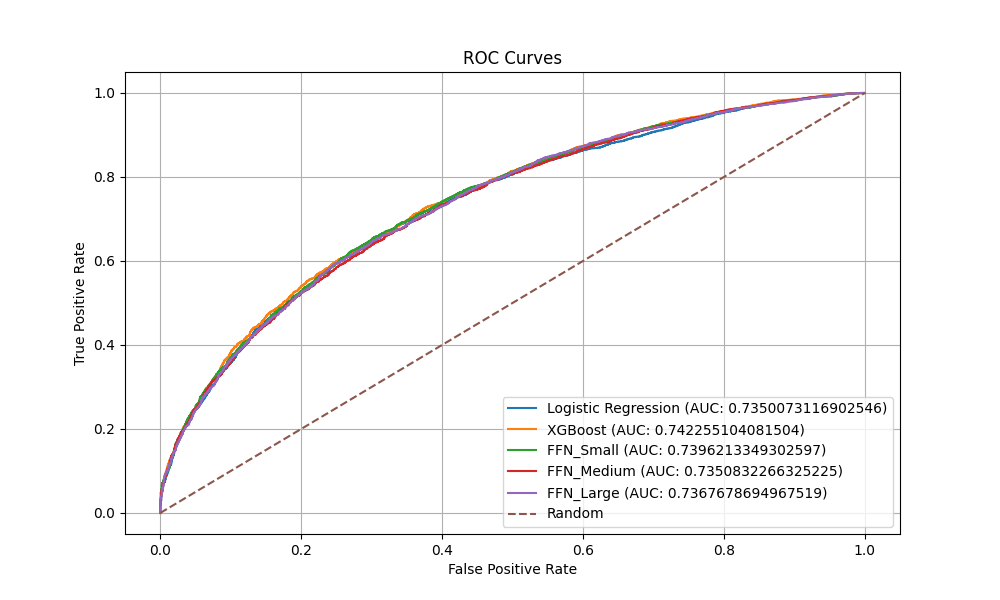 ROC Curves
True Positive Rate
1.0
0.8
0.6
0.4
0.2
0.0
Logistic Regression (AUC: 0.7350073116902546)
XGBoost (AUC: 0.742255104081504)
FFN_Small (AUC: 0.7396213349302597)
FFN_Medium (AUC: 0.7350832266325225)
FFN_Large (AUC: 0.7367678694967519)
Random
0.0 0.2 0.4 0.6 0.8 1.0
False Positive Rate